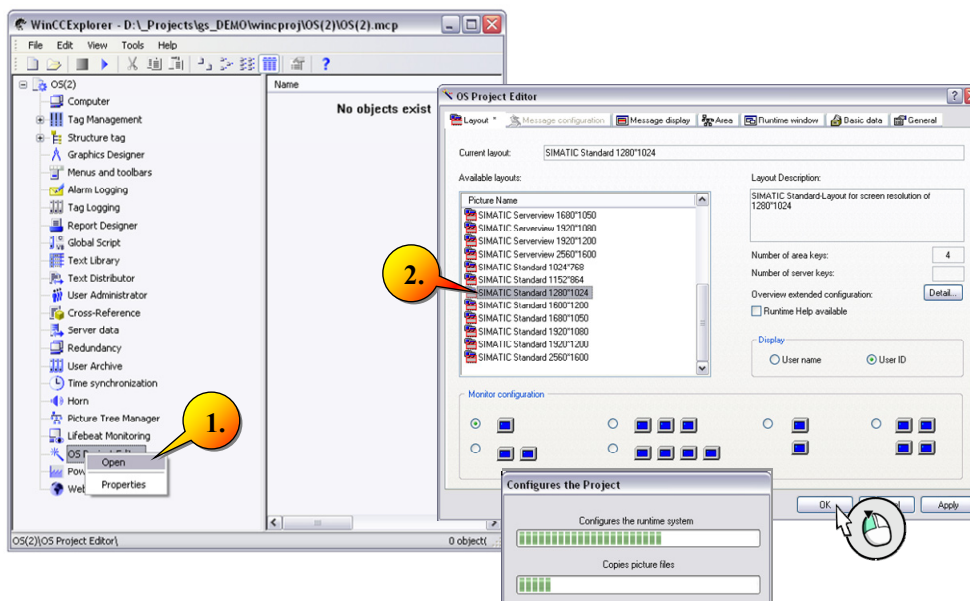 WinCCExplorer - D:\_Projects\gs_DEMO\wincproj\OS(2)\OS(2).mcp
File Edit View Tools Help
OS(2)
Computer
Tag Management
Structure tag
Graphics Designer
Menus and toolbars
Alarm Logging
Tag Logging
Report Designer
Global Script
Text Library
Text Distributor
User Administrator
Cross-Reference
Server data
Redundancy
User Archive
Time synchronization
Horn
Picture Tree Manager
Lifebeat Monitoring
OS
Open
Properties
1.
Name
No objects exist
OS(2)\OS Project Editor\
0 object(
OS Project Editor
Layout * Message configuration Message display Area Runtime window Basic data General
Current layout: SIMATIC Standard 1280*1024
Available layouts:
Picture Name
SIMATIC Serverview 1680*1050
SIMATIC Serverview 1920*1080
SIMATIC Serverview 1920*1200
SIMATIC Serverview 2560*1600
SIMATIC Standard 1024*768
SIMATIC Standard 1152*864
SIMATIC Standard 1280*1024
SIMATIC Standard 1600*1200
SIMATIC Standard 1680*1050
SIMATIC Standard 1920*1080
SIMATIC Standard 1920*1200
SIMATIC Standard 2560*1600
2.
Layout Description:
SIMATIC Standard-Layout for screen resolution of
1280*1024
Number of area keys: 4
Number of server keys:
Overview extended configuration: Detail...
Runtime Help available
Display
User name User ID
Monitor configuration
OK Apply
Configures the Project
Configures the runtime system
Copies picture files